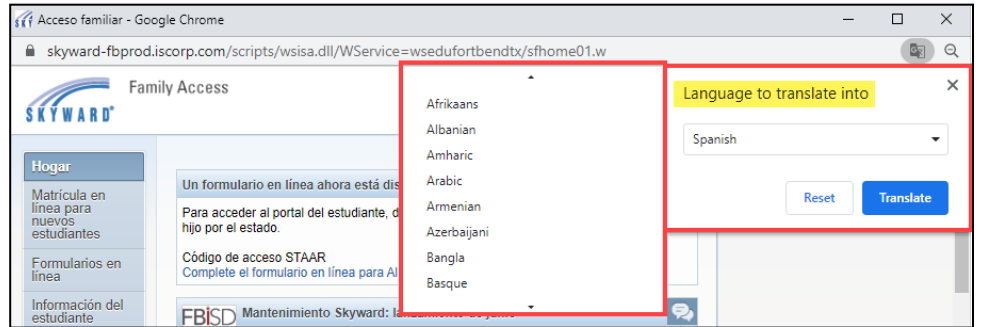 Acceso familiar - Google Chrome
skyward-fbprod.iscorp.com/scripts/wsisa.dll/WService=wsedufortbendtx/sfhome01.w
SKYWARD
Family Access
Hogar
Matrícula en
línea para
nuevos
estudiantes
Formularios en
línea
Información del
estudiante
Un formulario en línea ahora está
Para acceder al portal del estudiante,
hijo por el estado.
Código de acceso STAAR
Complete el formulario en línea para
FBISD
Mantenimiento Skyward:
Afrikaans
Albanian
Amharic
Arabic
Armenian
Azerbaijani
Bangla
Basque
Language to translate into
Spanish
Reset
Translate